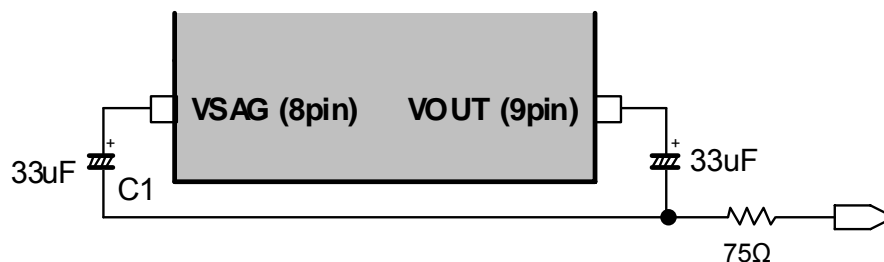 VSAG (8pin) VOUT (9pin)
+ +
33uF 33uF
C1
75Ω